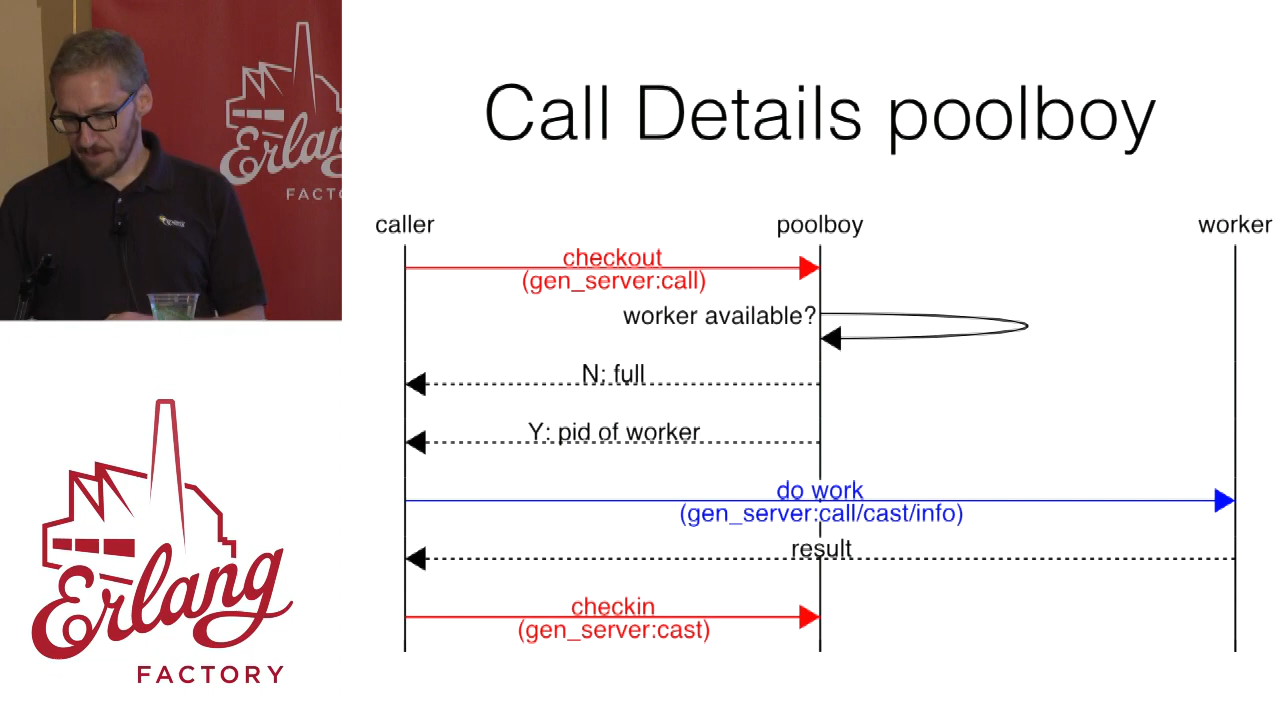 Erlang
FACTORY
Call Details poolboy
caller
poolboy
worker
checkout
(gen_server:call)
worker available?
N: full
Y: pid of worker
do work
(gen_server:call/cast/info)
result
checkin
(gen_server:cast)
Erlang
FACTORY